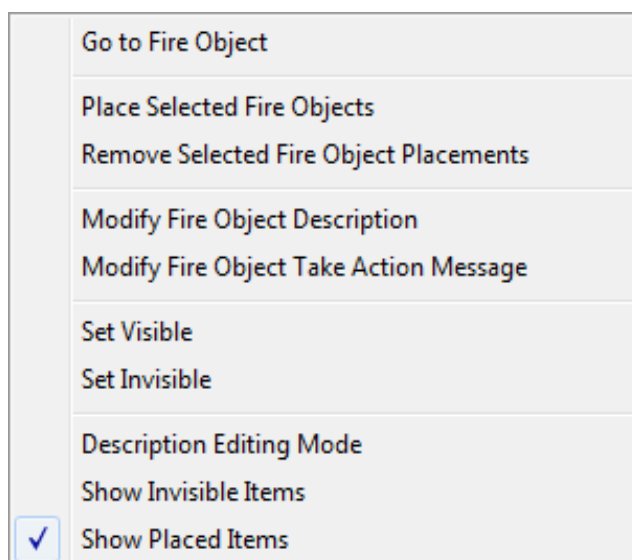 Go to Fire Object
Place Selected Fire Objects
Remove Selected Fire Object Placements
Modify Fire Object Description
Modify Fire Object Take Action Message
Set Visible
Set Invisible
Description Editing Mode
Show Invisible Items
Show Placed Items